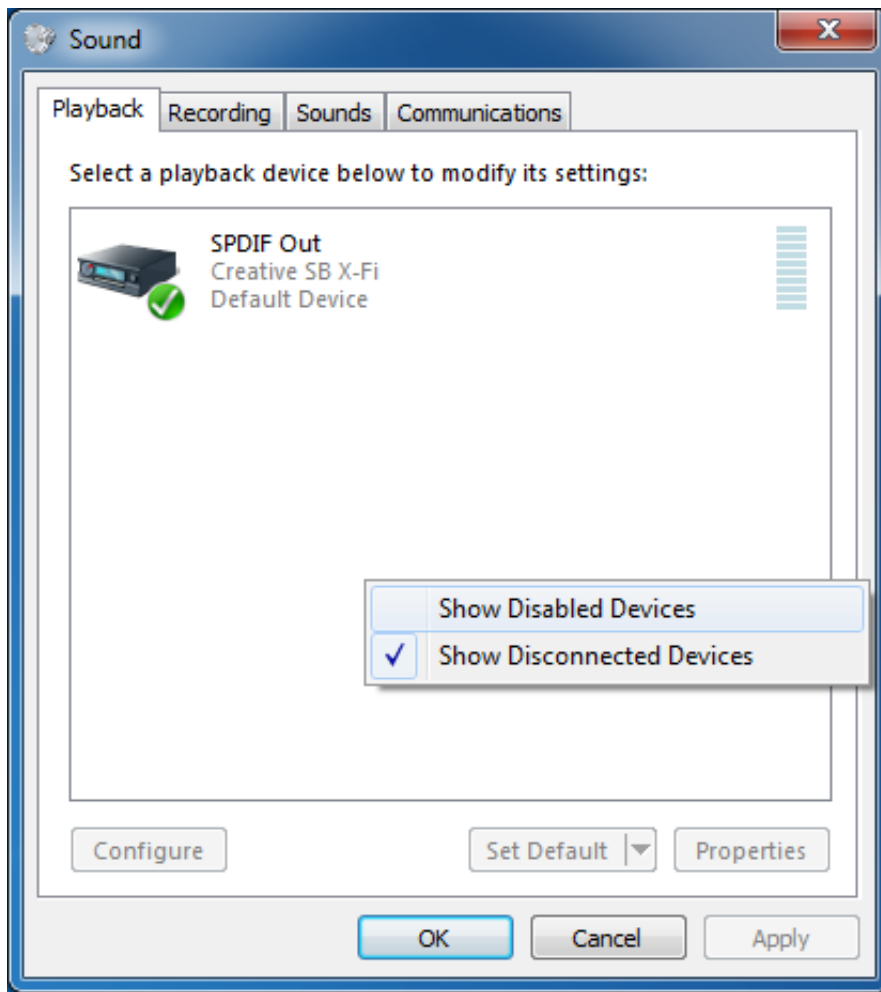 Sound
Playback Recording Sounds Communications
Select a playback device below to modify its settings:
SPDIF Out
Creative SB X-Fi
Default Device
Show Disabled Devices
Show Disconnected Devices
Configure Set Default Properties
OK Cancel Apply